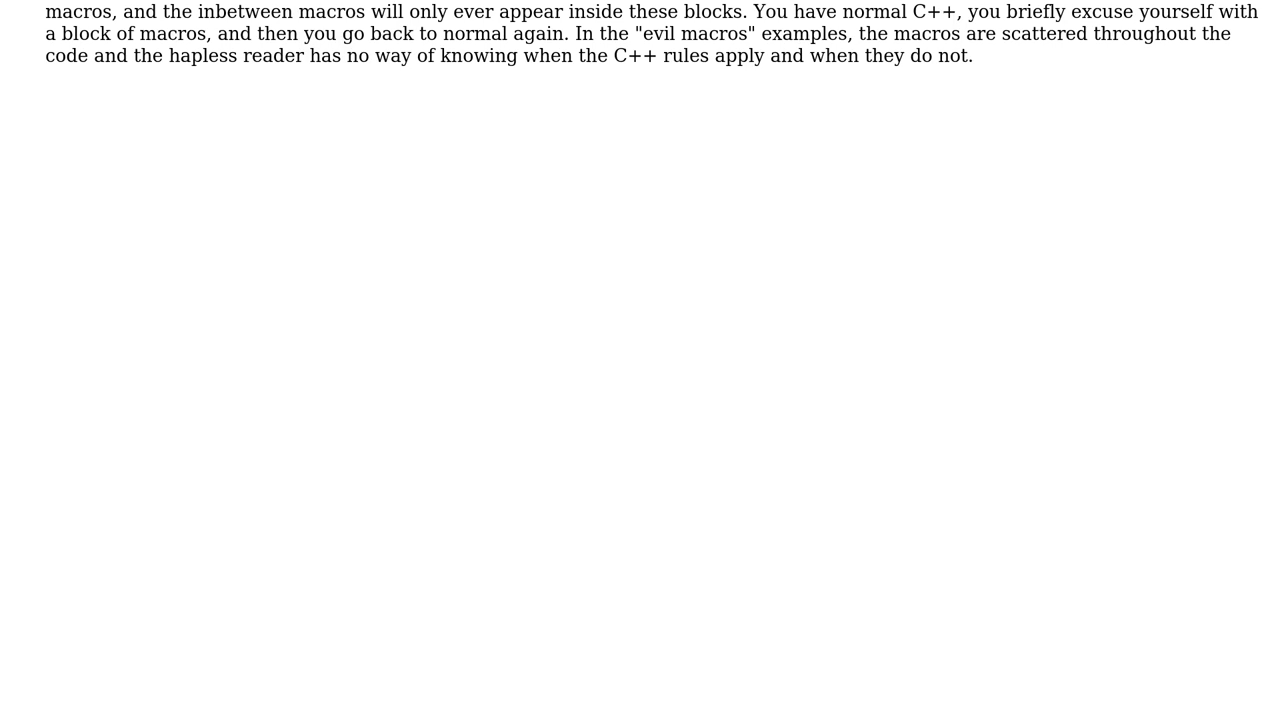 macros, and the inbetween macros will only ever appear inside these blocks. You have normal C++, you briefly excuse yourself with
a block of macros, and then you go back to normal again. In the "evil macros" examples, the macros are scattered throughout the
code and the hapless reader has no way of knowing when the C++ rules apply and when they do not.